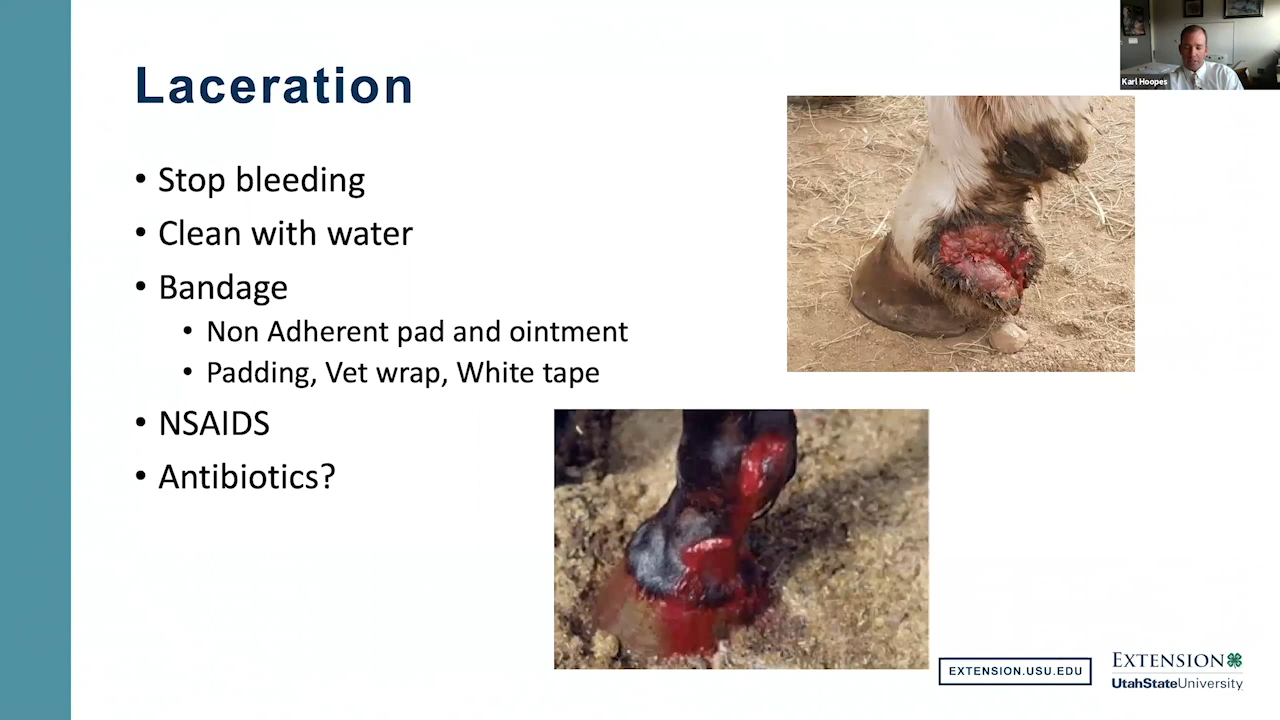 Karl Hoopes
Laceration
• Stop bleeding
• Clean with water
• Bandage
• Non Adherent pad and ointment
• Padding, Vet wrap, White tape
• NSAIDS
• Antibiotics?
EXTENSION.USU.EDU
EXTENSION
UtahStateUniversity